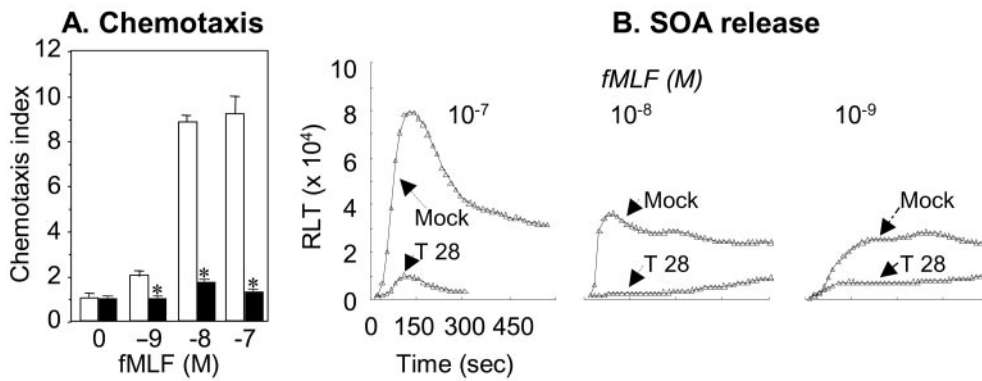 A. Chemotaxis
B. SOA release
12
10
8
6
4
2
0
Chemotaxis index
*
*
*
0 –9 -8 -7
fMLF (M)
10
8
6
4
2
0
RLT (x 10⁴)
10⁻⁷
Mock
T 28
0 150 300 450
Time (sec)
fMLF (M)
10⁻⁸
Mock
T 28
10⁻⁹
Mock
T 28